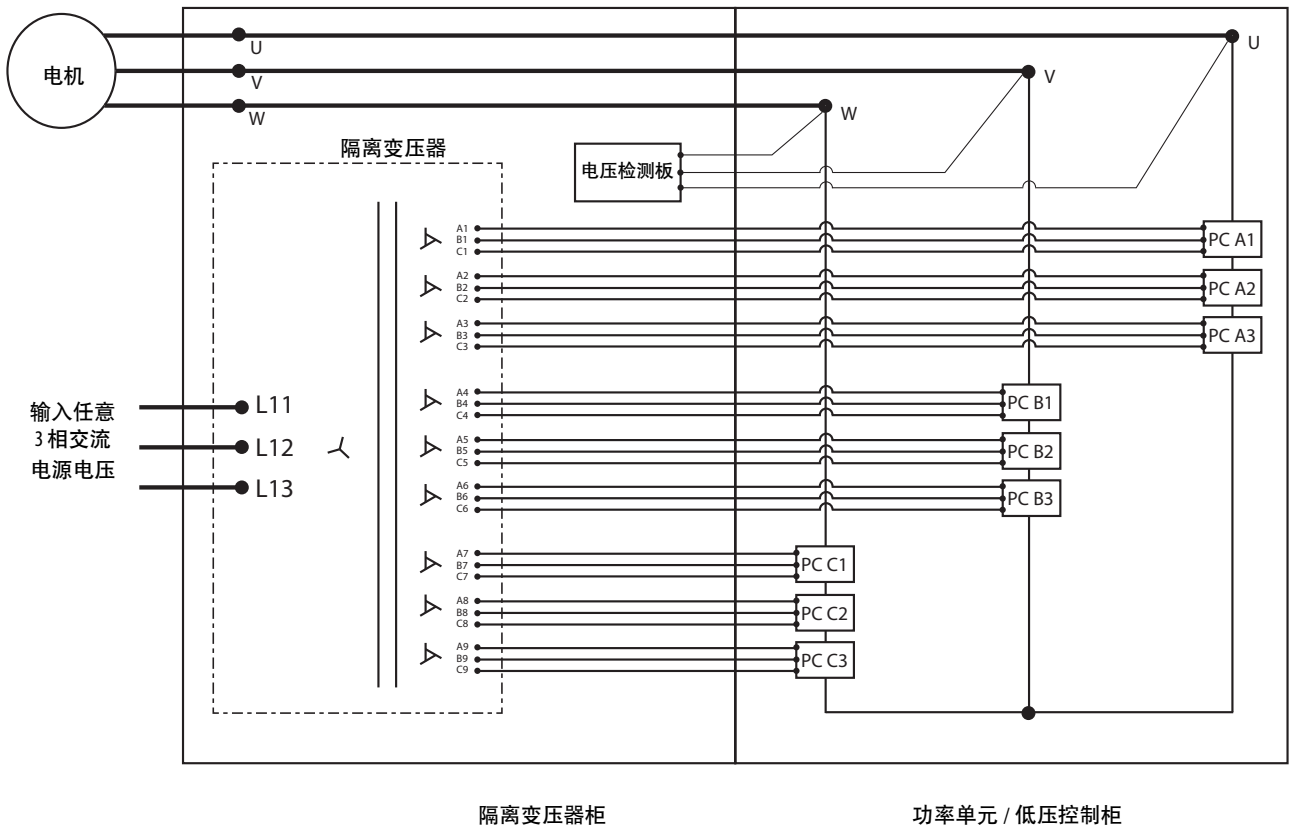 电机
U
V
W
U
V
W
隔离变压器
电压检测板
A1
B1
C1
PC A1
A2
B2
C2
PC A2
A3
B3
C3
PC A3
A4
B4
C4
PC B1
A5
B5
C5
PC B2
A6
B6
C6
PC B3
输入任意
3 相交流
电源电压
L11
L12
L13
A7
B7
C7
PC C1
A8
B8
C8
PC C2
A9
B9
C9
PC C3
隔离变压器柜
功率单元 / 低压控制柜